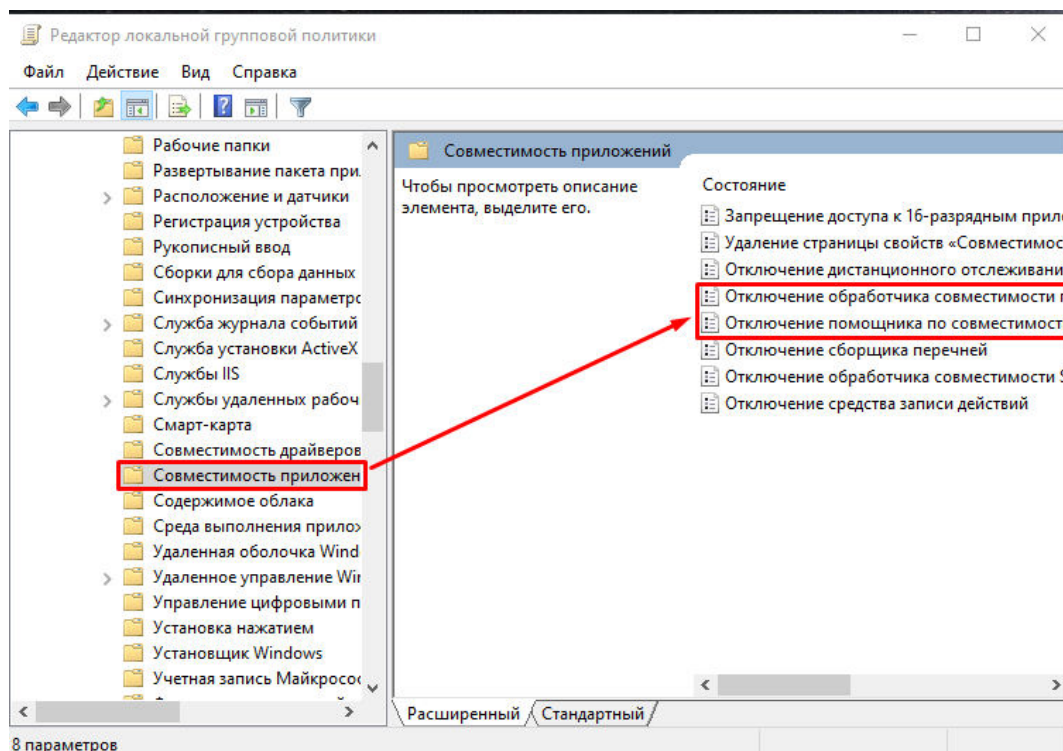 Редактор локальной групповой политики
Файл Действие Вид Справка
Рабочие папки
Развертывание пакета при
Расположение и датчики
Регистрация устройства
Рукописный ввод
Сборки для сбора данных
Синхронизация параметро
Служба журнала событий
Служба установки ActiveX
Службы IIS
Службы удаленных рабоч
Смарт-карта
Совместимость драйверов
Совместимость приложен
Содержимое облака
Среда выполнения прилож
Удаленная оболочка Wind
Удаленное управление Wir
Управление цифровыми п
Установка нажатием
Установщик Windows
Учетная запись Майкросос
Совместимость приложений
Чтобы просмотреть описание
элемента, выделите его.
Состояние
Запрещение доступа к 16-разрядным прил
Удаление страницы свойств «Совместимос
Отключение дистанционного отслеживани
Отключение обработчика совместимости п
Отключение помощника по совместимост
Отключение сборщика перечней
Отключение обработчика совместимости S
Отключение средства записи действий
Расширенный Стандартный
8 параметров